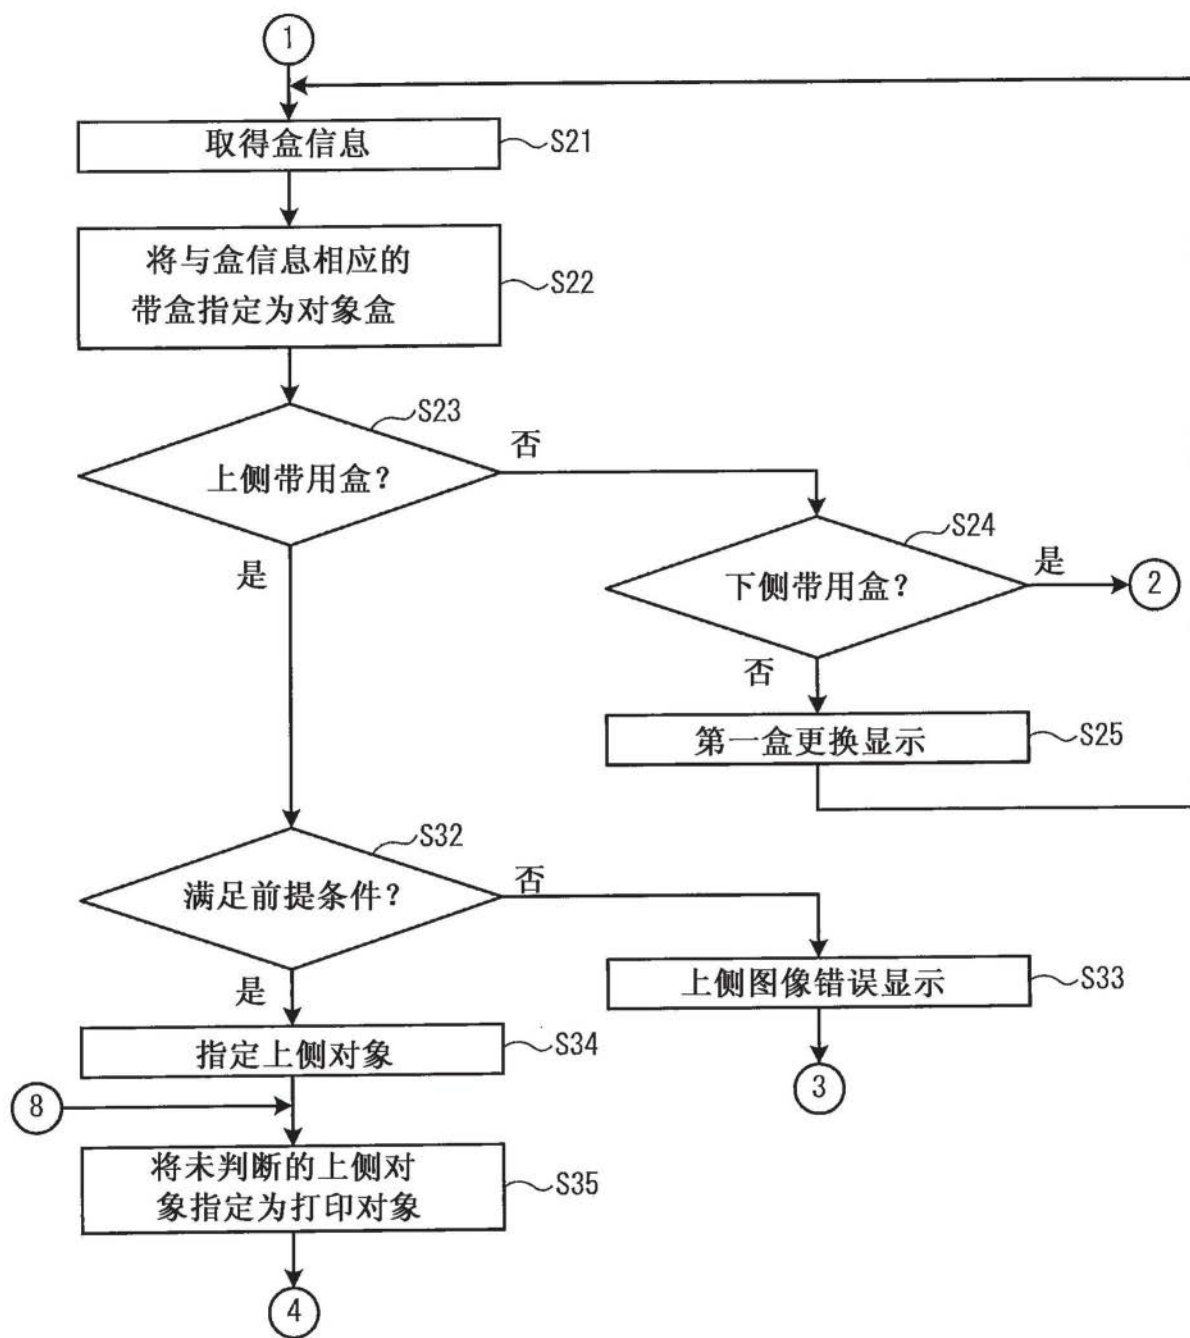 1
取得盒信息
S21
将与盒信息相应的
带盒指定为对象盒
S22
S23
上侧带用盒?
否
是
S24
下侧带用盒?
是
2
否
第一盒更换显示
S25
S32
满足前提条件?
否
是
上侧图像错误显示
S33
3
指定上侧对象
S34
8
将未判断的上侧对
象指定为打印对象
S35
4